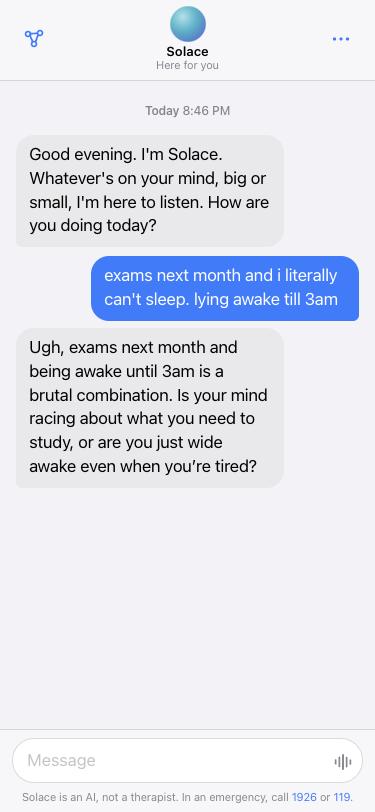 Solace
Here for you
Today 8:46 PM
Good evening. I'm Solace.
Whatever's on your mind, big or
small, I'm here to listen. How are
you doing today?
exams next month and i literally
can't sleep. lying awake till 3am
Ugh, exams next month and
being awake until 3am is a
brutal combination. Is your mind
racing about what you need to
study, or are you just wide
awake even when you’re tired?
Message
Solace is an AI, not a therapist. In an emergency, call 1926 or 119.